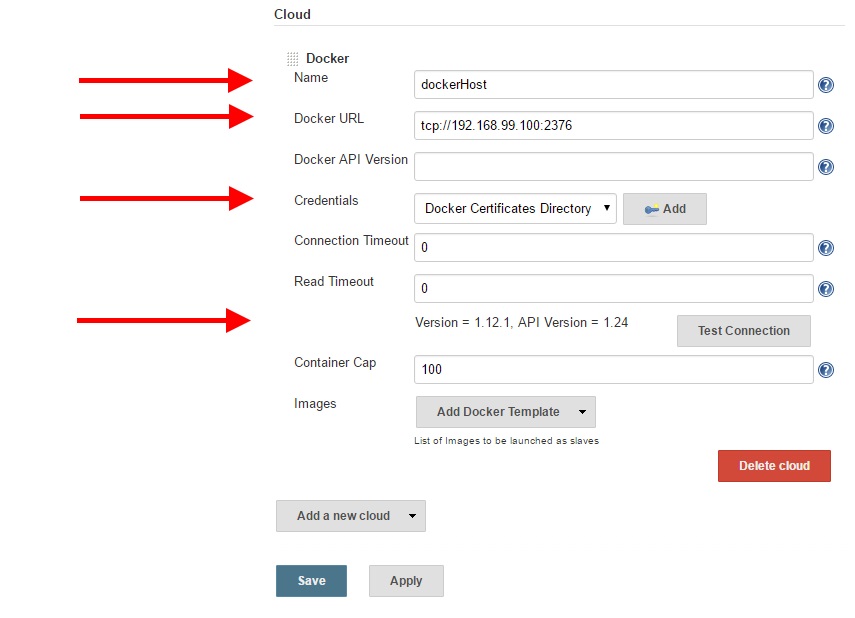 Cloud
Docker
Name
dockerHost
Docker URL
tcp://192.168.99.100:2376
Docker API Version
Credentials
Docker Certificates Directory
Add
Connection Timeout
0
Read Timeout
0
Version = 1.12.1, API Version = 1.24
Test Connection
Container Cap
100
Images
Add Docker Template
List of Images to be launched as slaves
Delete cloud
Add a new cloud
Save
Apply